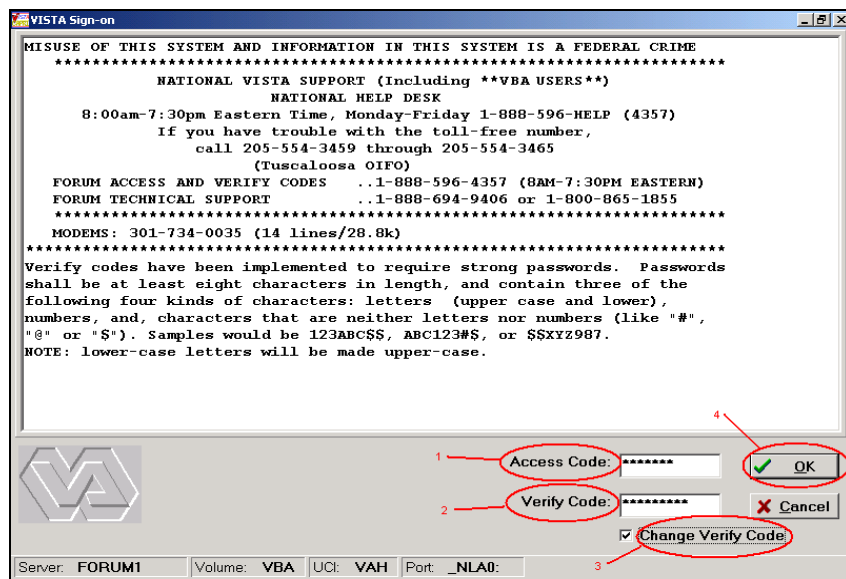 VISTA Sign-on
MISUSE OF THIS SYSTEM AND INFORMATION IN THIS SYSTEM IS A FEDERAL CRIME
**********************************************************************
NATIONAL VISTA SUPPORT (Including **VBA USERS**)
NATIONAL HELP DESK
8:00am-7:30pm Eastern Time, Monday-Friday 1-888-596-HELP (4357)
If you have trouble with the toll-free number,
call 205-554-3459 through 205-554-3465
(Tuscaloosa OIFO)
FORUM ACCESS AND VERIFY CODES ..1-888-596-4357 (8AM-7:30PM EASTERN)
FORUM TECHNICAL SUPPORT ..1-888-694-9406 or 1-800-865-1855
**********************************************************************
MODEMS: 301-734-0035 (14 lines/28.8k)
*************************************************************************
Verify codes have been implemented to require strong passwords. Passwords
shall be at least eight characters in length, and contain three of the
following four kinds of characters: letters (upper case and lower),
numbers, and, characters that are neither letters nor numbers (like "#",
"@" or "$"). Samples would be 123ABC$$, ABC123#$, or $$XYZ987.
NOTE: lower-case letters will be made upper-case.
4
1 Access Code: ******* OK
2 Verify Code: ********* Cancel
Change Verify Code
3
Server: FORUM1 Volume: VBA UCI: VAH Port: _NLA0: